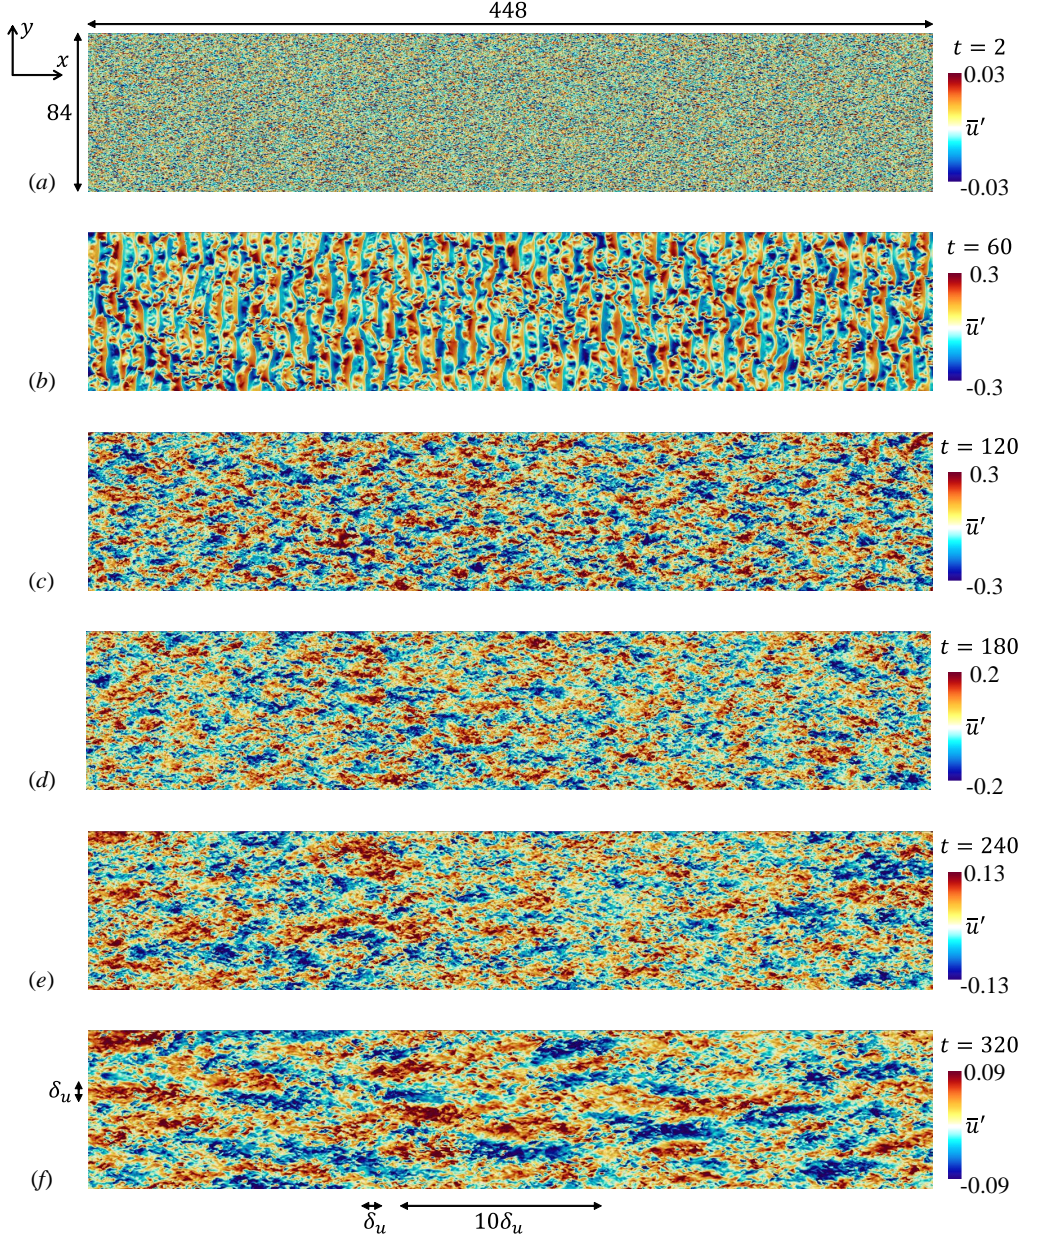 448
y
x
84
(a)
t = 2
0.03
u̅′
-0.03
(b)
t = 60
0.3
u̅′
-0.3
(c)
t = 120
0.3
u̅′
-0.3
(d)
t = 180
0.2
u̅′
-0.2
(e)
t = 240
0.13
u̅′
-0.13
δᵤ
(f)
t = 320
0.09
u̅′
-0.09
δᵤ
10δᵤ